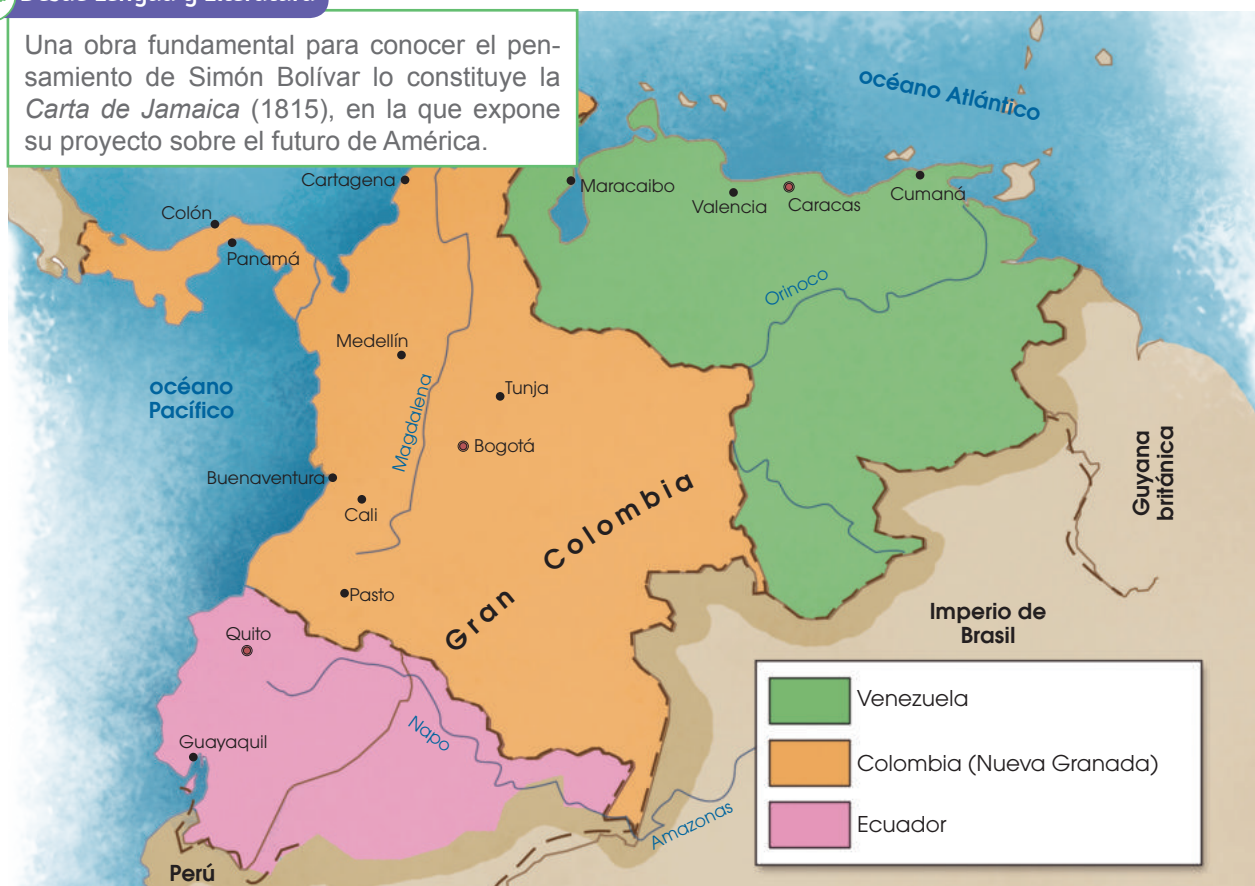 Desde Lengua y Literatura
Una obra fundamental para conocer el pen-
samiento de Simón Bolívar lo constituye la
Carta de Jamaica (1815), en la que expone
su proyecto sobre el futuro de América.
océano Atlántico
Cartagena
Maracaibo
Valencia
Caracas
Cumaná
Colón
Panamá
Orinoco
Medellín
Magdalena
Tunja
océano
Pacífico
Bogotá
Buenaventura
Cali
Gran Colombia
Guyana
británica
Pasto
Imperio de
Brasil
Quito
Napo
Guayaquil
Amazonas
Perú
Venezuela
Colombia (Nueva Granada)
Ecuador